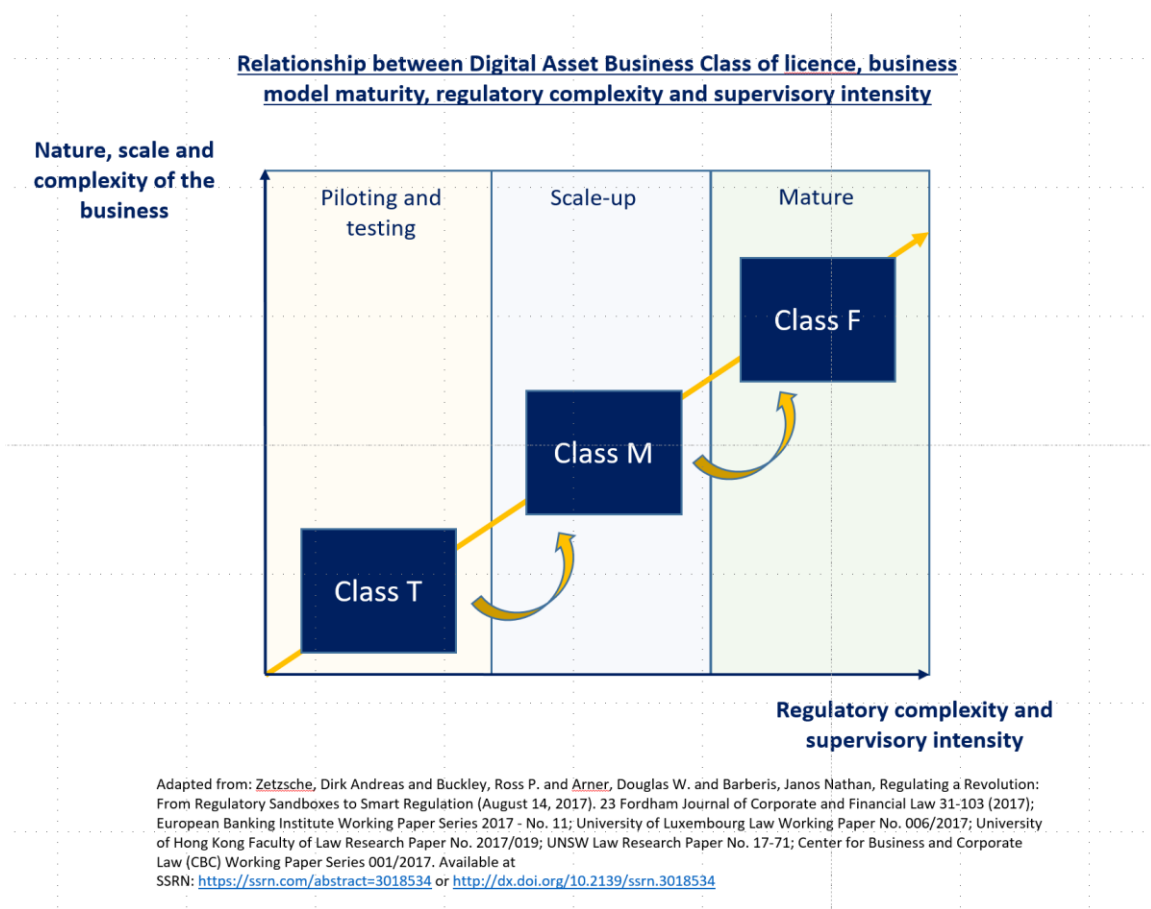 Relationship between Digital Asset Business Class of licence, business
model maturity, regulatory complexity and supervisory intensity
Nature, scale and
complexity of the
business
Piloting and
testing
Scale-up
Mature
Class F
Class M
Class T
Regulatory complexity and
supervisory intensity
Adapted from: Zetzsche, Dirk Andreas and Buckley, Ross P. and Arner, Douglas W. and Barberis, Janos Nathan, Regulating a Revolution:
From Regulatory Sandboxes to Smart Regulation (August 14, 2017). 23 Fordham Journal of Corporate and Financial Law 31-103 (2017);
European Banking Institute Working Paper Series 2017 - No. 11; University of Luxembourg Law Working Paper No. 006/2017; University
of Hong Kong Faculty of Law Research Paper No. 2017/019; UNSW Law Research Paper No. 17-71; Center for Business and Corporate
Law (CBC) Working Paper Series 001/2017. Available at
SSRN: https://ssrn.com/abstract=3018534 or http://dx.doi.org/10.2139/ssrn.3018534